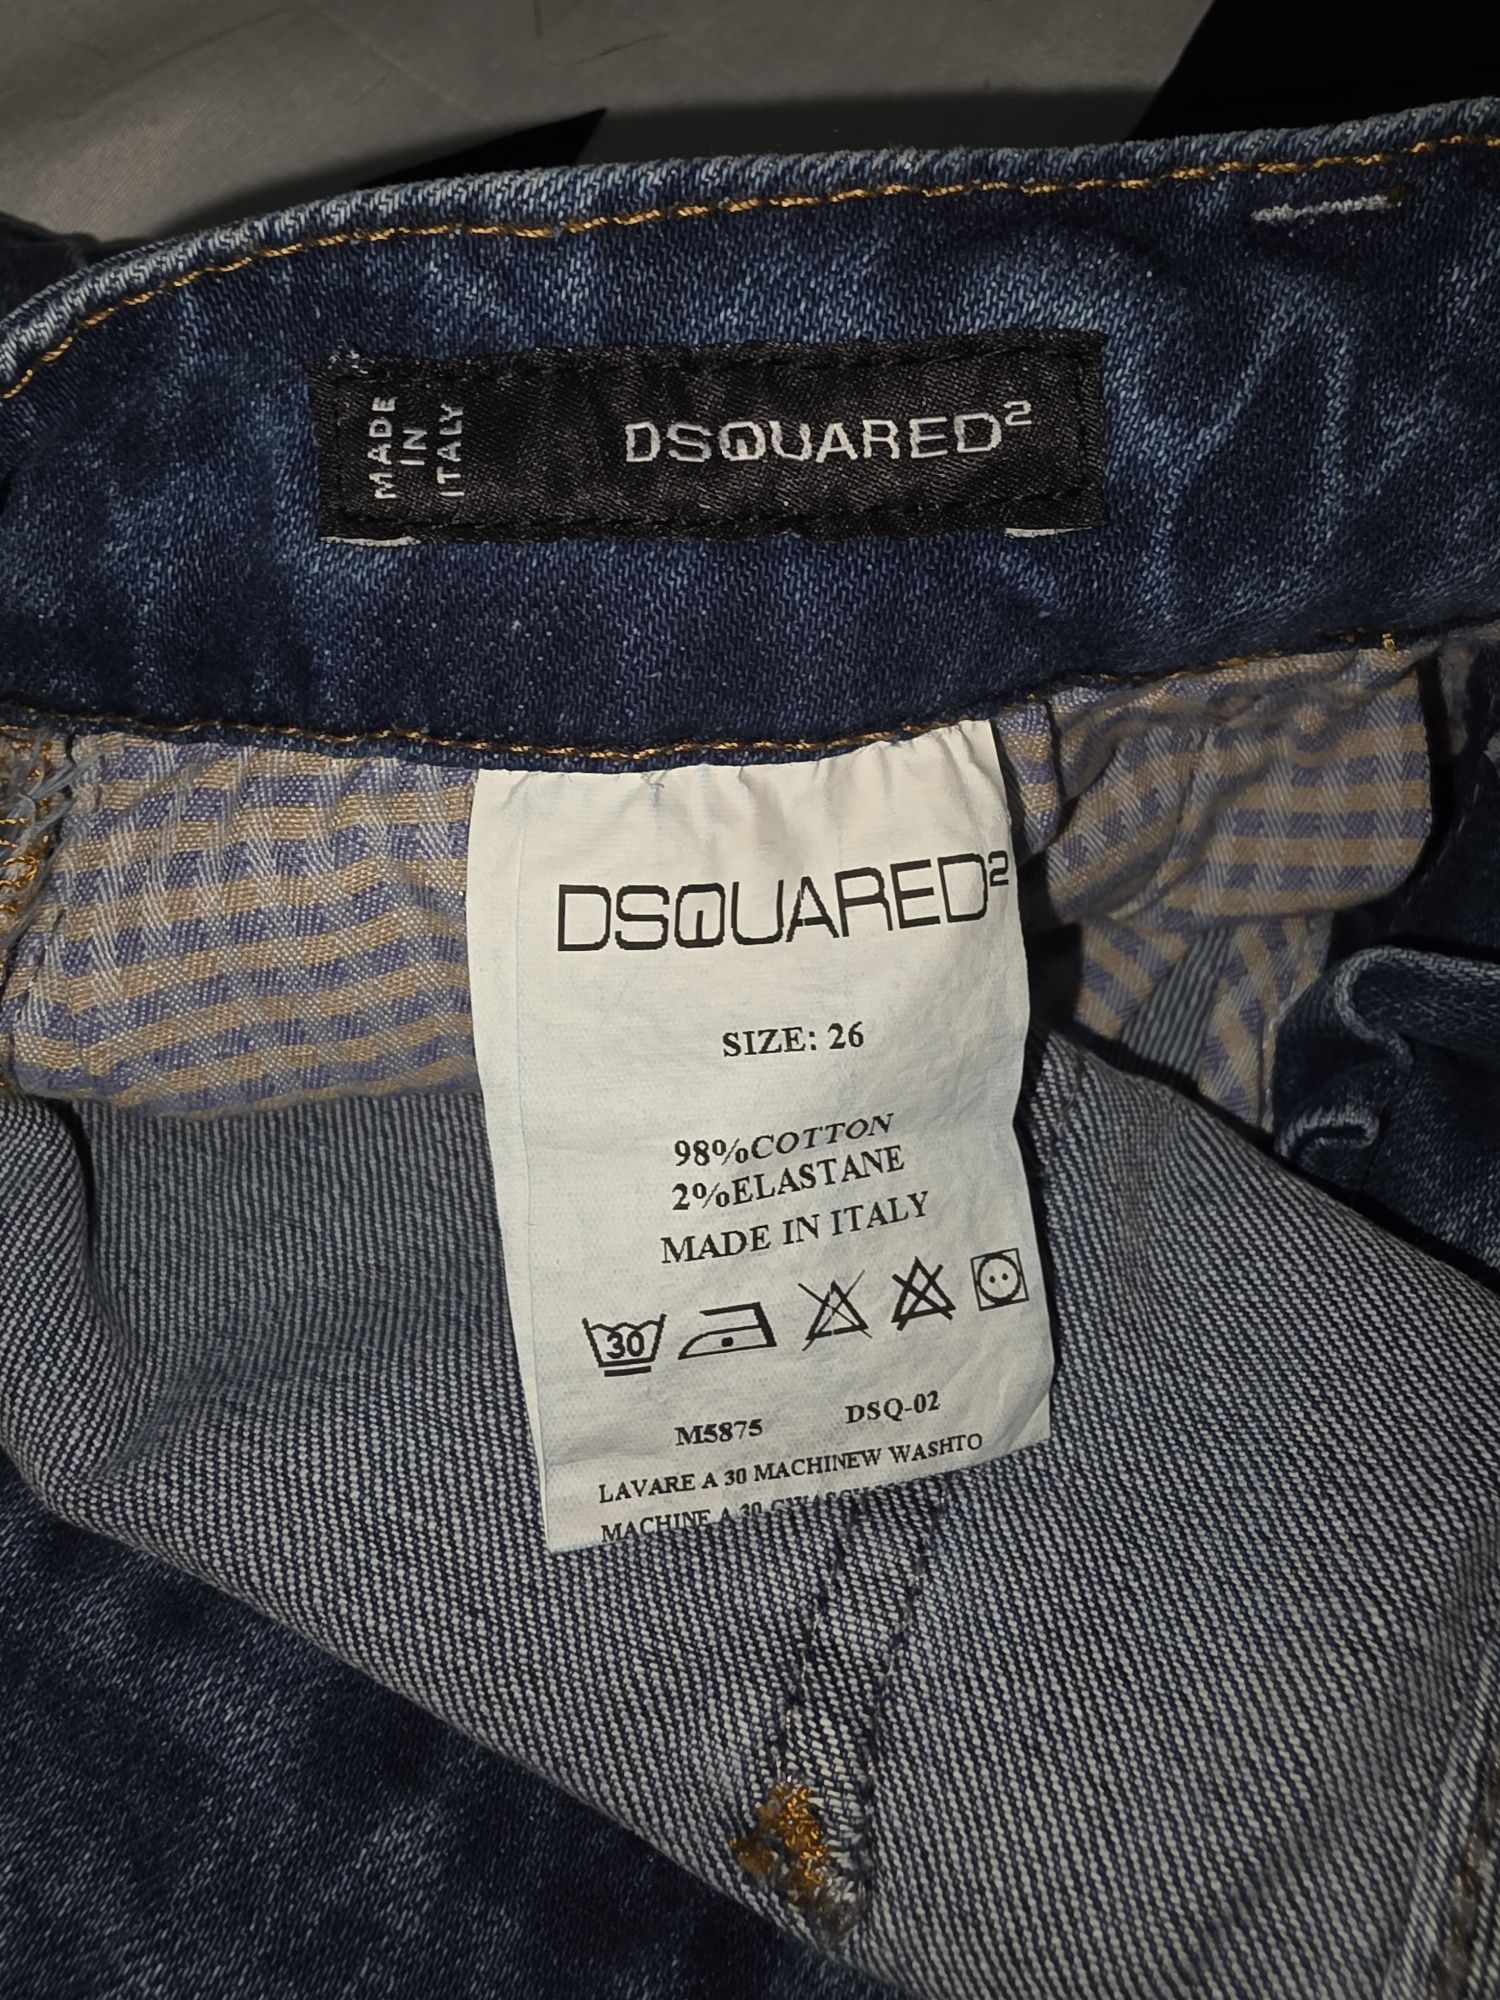 MADE
IN
ITALY
DSQUARED2
DSQUARED2
SIZE: 26
98%COTTON
2%ELASTANE
MADE IN ITALY
30
M5875 DSQ-02
LAVARE A 30 MACHINEW WASHTO
MACHINE A 30